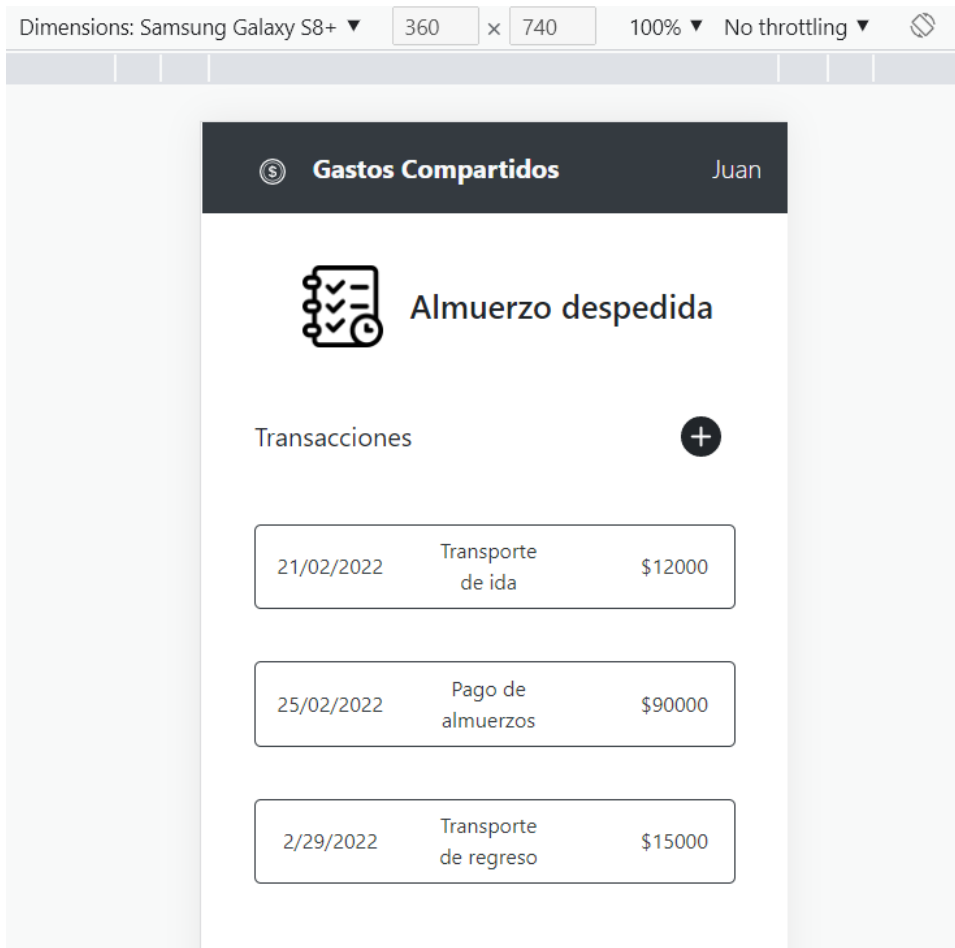 Dimensions: Samsung Galaxy S8+ ▼ 360 × 740 100% ▼ No throttling ▼
Gastos Compartidos Juan
Almuerzo despedida
Transacciones
21/02/2022 Transporte de ida $12000
25/02/2022 Pago de almuerzos $90000
2/29/2022 Transporte de regreso $15000